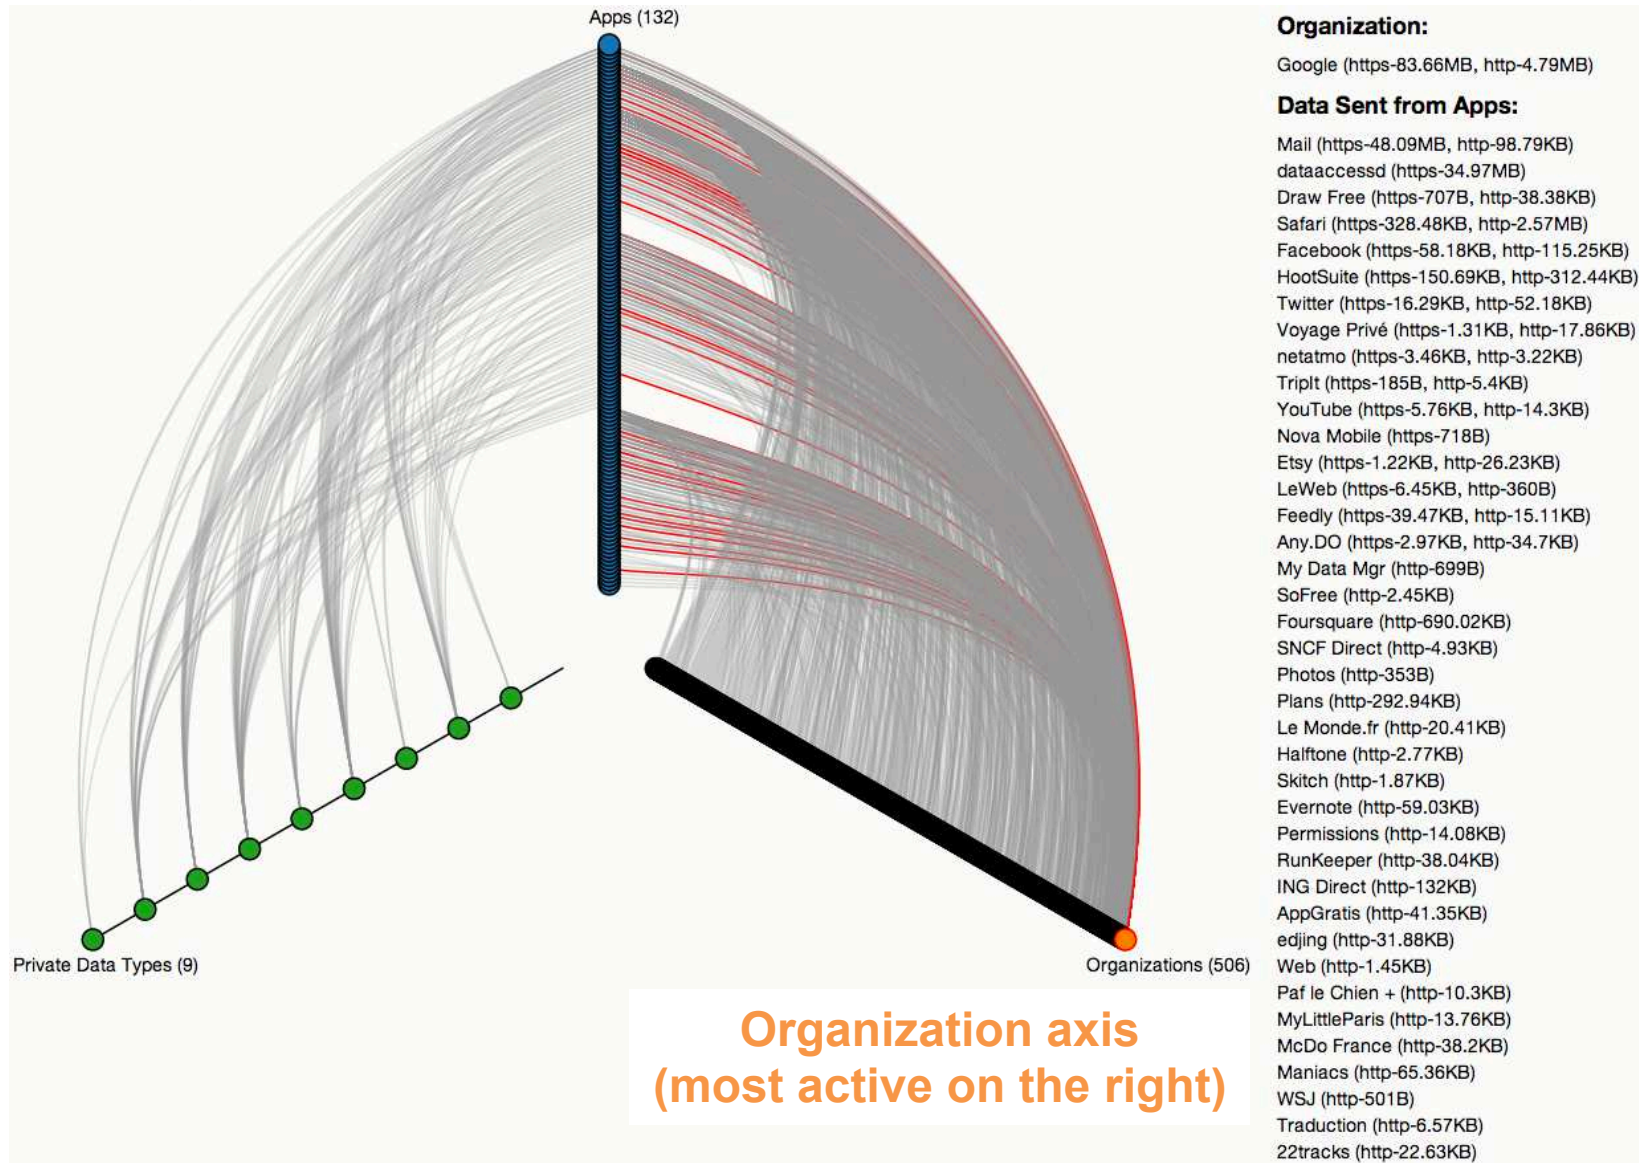 Apps (132)
Private Data Types (9)
Organizations (506)
Organization axis
(most active on the right)
Organization:
Google (https-83.66MB, http-4.79MB)
Data Sent from Apps:
Mail (https-48.09MB, http-98.79KB)
dataaccessd (https-34.97MB)
Draw Free (https-707B, http-38.38KB)
Safari (https-328.48KB, http-2.57MB)
Facebook (https-58.18KB, http-115.25KB)
HootSuite (https-150.69KB, http-312.44KB)
Twitter (https-16.29KB, http-52.18KB)
Voyage Privé (https-1.31KB, http-17.86KB)
netatmo (https-3.46KB, http-3.22KB)
TripIt (https-185B, http-5.4KB)
YouTube (https-5.76KB, http-14.3KB)
Nova Mobile (https-718B)
Etsy (https-1.22KB, http-26.23KB)
LeWeb (https-6.45KB, http-360B)
Feedly (https-39.47KB, http-15.11KB)
Any.DO (https-2.97KB, http-34.7KB)
My Data Mgr (http-699B)
SoFree (http-2.45KB)
Foursquare (http-690.02KB)
SNCF Direct (http-4.93KB)
Photos (http-353B)
Plans (http-292.94KB)
Le Monde.fr (http-20.41KB)
Halftone (http-2.77KB)
Skitch (http-1.87KB)
Evernote (http-59.03KB)
Permissions (http-14.08KB)
RunKeeper (http-38.04KB)
ING Direct (http-132KB)
AppGratis (http-41.35KB)
edjing (http-31.88KB)
Web (http-1.45KB)
Paf le Chien + (http-10.3KB)
MyLittleParis (http-13.76KB)
McDo France (http-38.2KB)
Maniacs (http-65.36KB)
WSJ (http-501B)
Traduction (http-6.57KB)
22tracks (http-22.63KB)